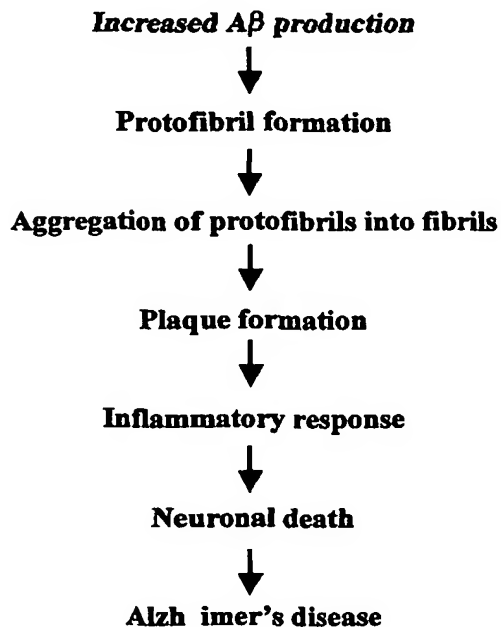 Increased Aβ production
Protofibril formation
Aggregation of protofibrils into fibrils
Plaque formation
Inflammatory response
Neuronal death
Alzh imer's disease